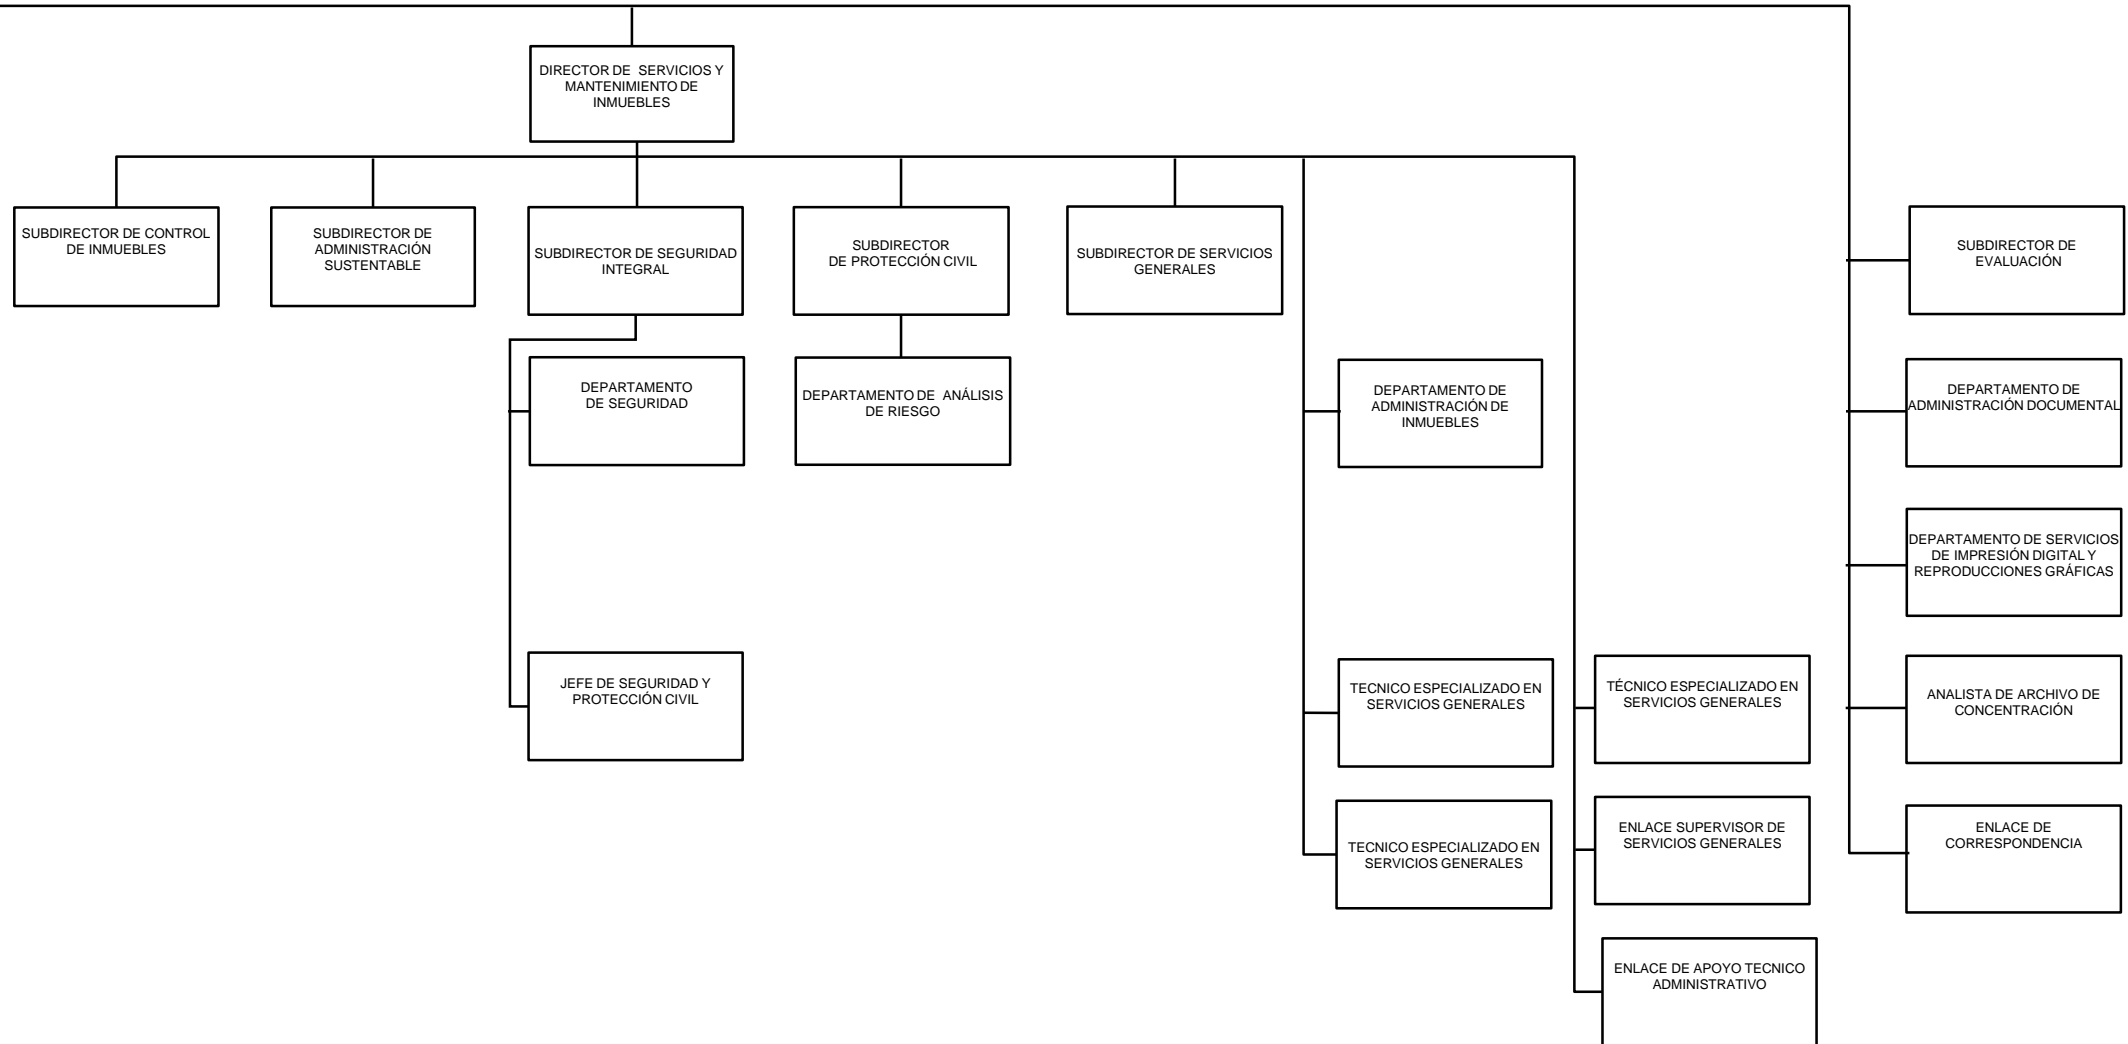 DIRECTOR DE SERVICIOS Y
MANTENIMIENTO DE
INMUEBLES
SUBDIRECTOR DE CONTROL
DE INMUEBLES
SUBDIRECTOR DE
ADMINISTRACIÓN
SUSTENTABLE
SUBDIRECTOR DE SEGURIDAD
INTEGRAL
SUBDIRECTOR
DE PROTECCIÓN CIVIL
SUBDIRECTOR DE SERVICIOS
GENERALES
SUBDIRECTOR DE
EVALUACIÓN
DEPARTAMENTO
DE SEGURIDAD
DEPARTAMENTO DE ANÁLISIS
DE RIESGO
DEPARTAMENTO DE
ADMINISTRACIÓN DE
INMUEBLES
DEPARTAMENTO DE
ADMINISTRACIÓN DOCUMENTAL
DEPARTAMENTO DE SERVICIOS
DE IMPRESIÓN DIGITAL Y
REPRODUCCIONES GRÁFICAS
JEFE DE SEGURIDAD Y
PROTECCIÓN CIVIL
TECNICO ESPECIALIZADO EN
SERVICIOS GENERALES
TÉCNICO ESPECIALIZADO EN
SERVICIOS GENERALES
ANALISTA DE ARCHIVO DE
CONCENTRACIÓN
TECNICO ESPECIALIZADO EN
SERVICIOS GENERALES
ENLACE SUPERVISOR DE
SERVICIOS GENERALES
ENLACE DE
CORRESPONDENCIA
ENLACE DE APOYO TECNICO
ADMINISTRATIVO